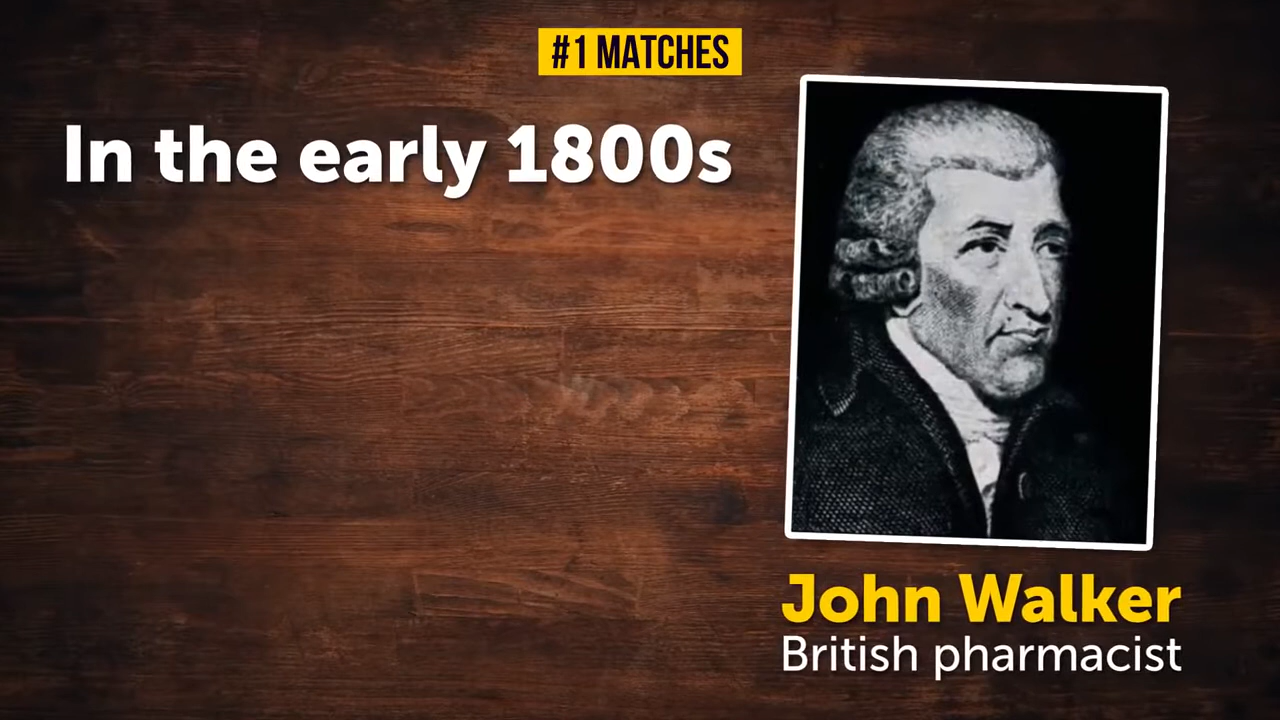 #1 MATCHES
In the early 1800s
John Walker
British pharmacist